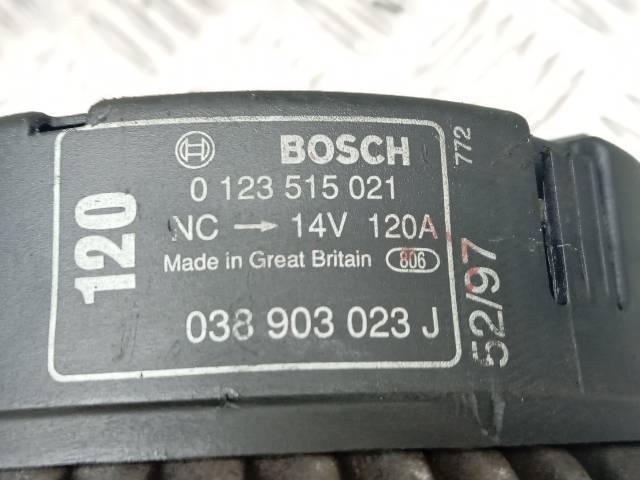 BOSCH
0 123 515 021
NC → 14V 120A
Made in Great Britain 806
038 903 023 J
120
772
52/97